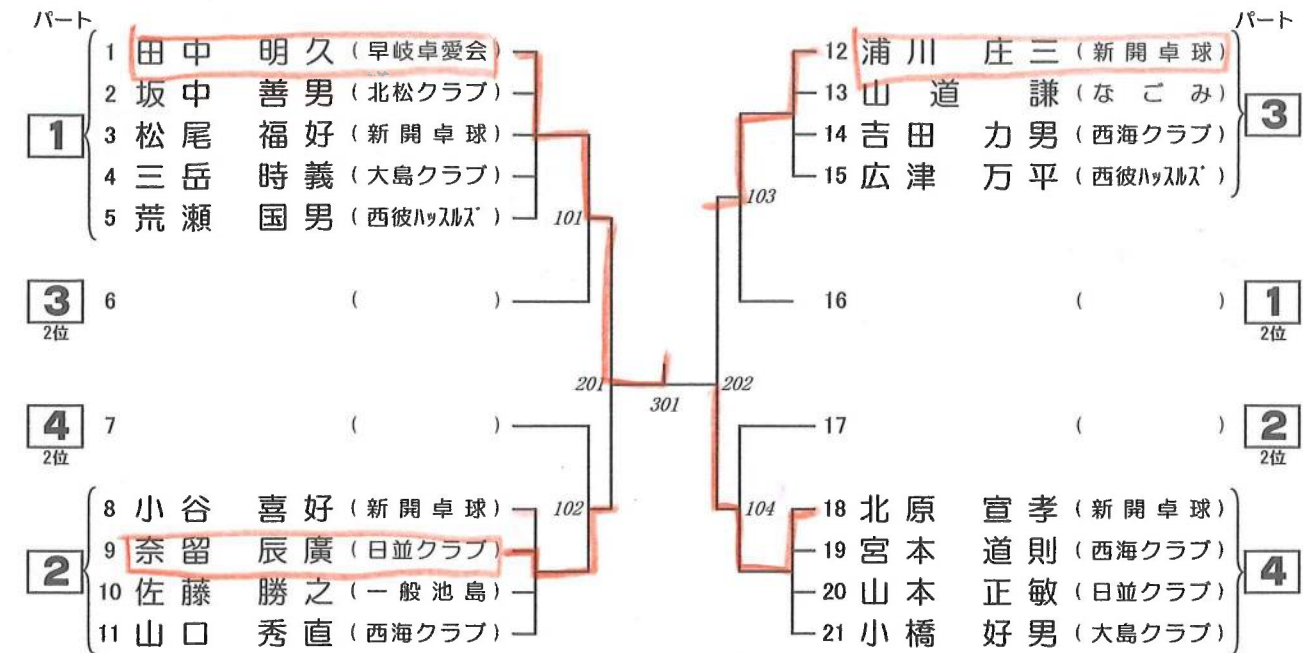 パート
1 田中 明久 (早岐卓愛会)
2 坂中 善男 (北松クラブ)
1 3 松尾 福好 (新開卓球)
4 三岳 時義 (大島クラブ)
5 荒瀬 国男 (西彼ハッスルズ)
101
3 6 ( )
2位
201
301
4 7 ( )
2位
8 小谷 喜好 (新開卓球)
102
2 9 奈留 辰廣 (日並クラブ)
10 佐藤 勝之 (一般池島)
11 山口 秀直 (西海クラブ)
パート
12 浦川 庄三 (新開卓球)
13 山道 謙 (なごみ)
3
14 吉田 力男 (西海クラブ)
15 広津 万平 (西彼ハッスルズ)
103
16 ( ) 1
2位
202
17 ( ) 2
2位
104
18 北原 宣孝 (新開卓球)
19 宮本 道則 (西海クラブ)
4
20 山本 正敏 (日並クラブ)
21 小橋 好男 (大島クラブ)